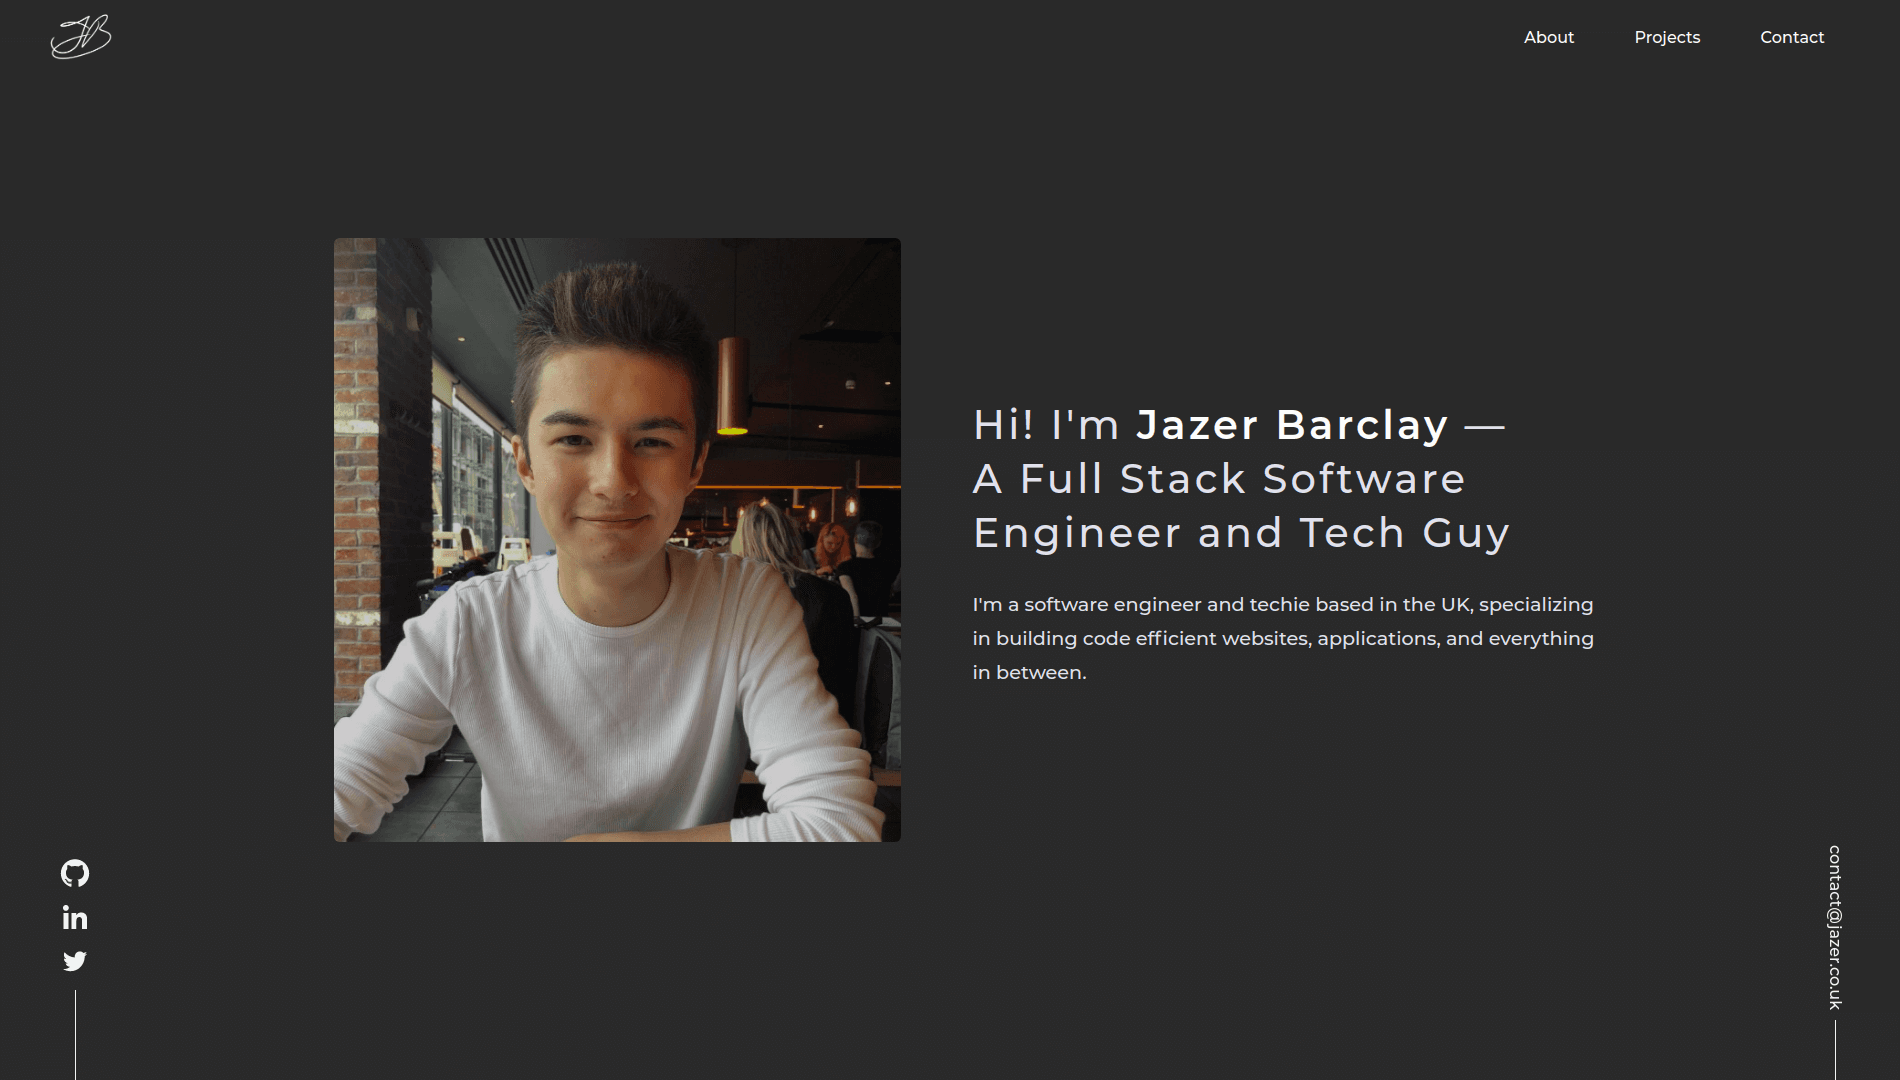 JB
About
Projects
Contact
Hi! I'm Jazer Barclay —
A Full Stack Software
Engineer and Tech Guy
I'm a software engineer and techie based in the UK, specializing
in building code efficient websites, applications, and everything
in between.
in
contact@jazer.co.uk